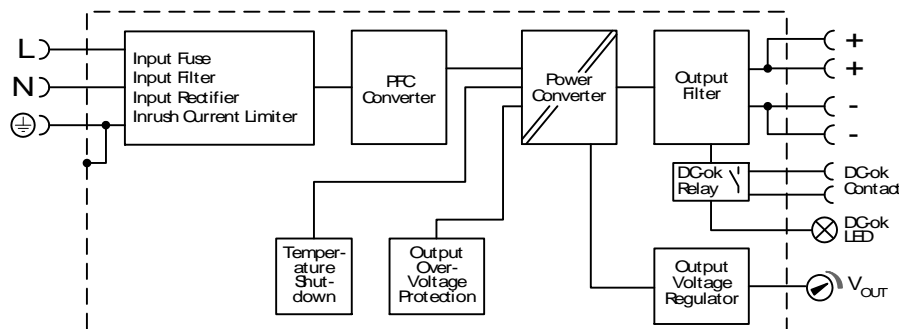 L
N
Input Fuse
Input Filter
Input Rectifier
Inrush Current Limiter
PFC
Converter
Power
Converter
Output
Filter
+
+
-
-
DC-ok
Relay
DC-ok
Contact
DC-ok
LED
Temper-
ature
Shut-
down
Output
Over-
Voltage
Protection
Output
Voltage
Regulator
VOUT